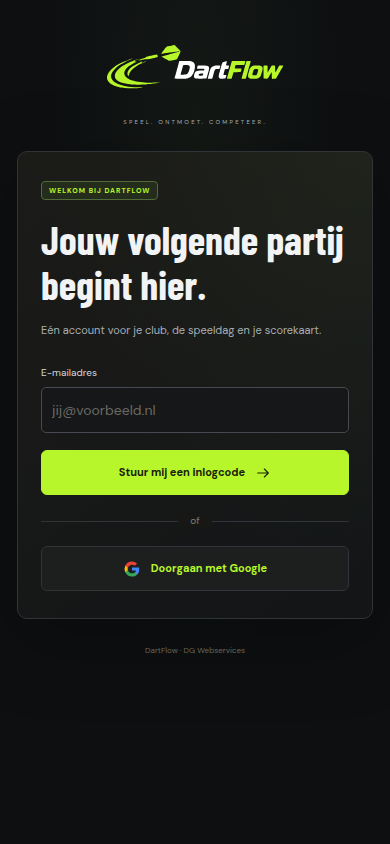 DartFlow
SPEEL. ONTMOET. COMPETEER.
WELKOM BIJ DARTFLOW
Jouw volgende partij
begint hier.
Eén account voor je club, de speeldag en je scorekaart.
E-mailadres
jij@voorbeeld.nl
Stuur mij een inlogcode →
of
Doorgaan met Google
DartFlow · DG Webservices